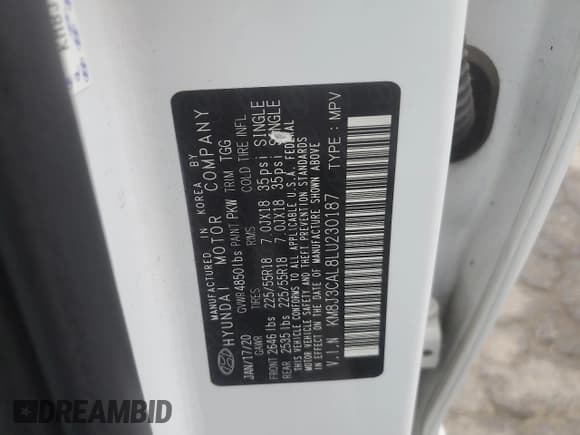 MANUFACTURED IN KOREA BY
HYUNDAI MOTOR COMPANY
JAN/17/20 GVWR 4850lbs PAINT PKW TRIM TGG
GAWR TIRES RIMS COLD TIRE INFL
FRONT 2646 lbs 225/55R18 7.0JX18 35psi SINGLE
REAR 2535 lbs 225/55R18 7.0JX18 35psi SINGLE
THIS VEHICLE CONFORMS TO ALL APPLICABLE U.S.A. FEDERAL
MOTOR VEHICLE SAFETY AND THEFT PREVENTION
STANDARDS IN EFFECT ON THE DATE OF MANUFACTURE SHOWN ABOVE
V.I.N KM8J3CAL8LU230187 TYPE : MPV
DREAMBID